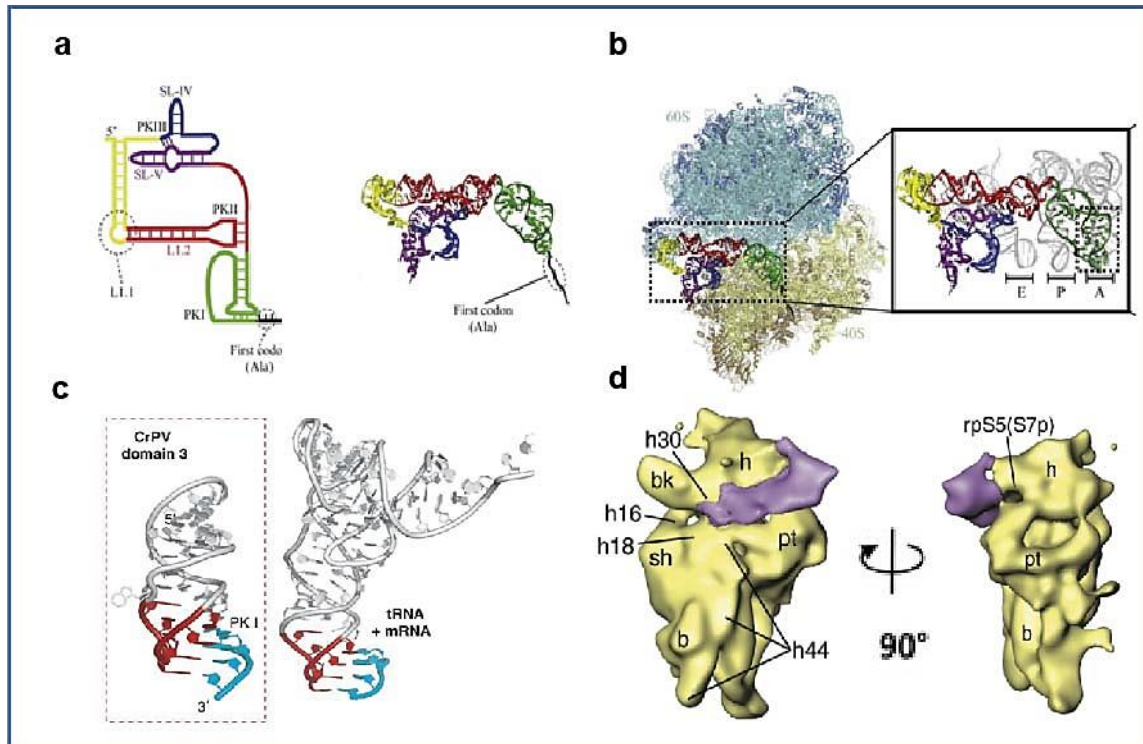 a
SL-IV
PKIII
5'
SL-V
PKII
L1.2
L1.1
PKI
First codo
(Ala)
First codon
(Ala)
b
60S
40S
E P A
c
CrPV
domain 3
5'
PK I
3'
tRNA
+ mRNA
d
h30
h
bk
h16
h18
sh
pt
b
h44
90°
rpS5(S7p)
h
pt
b